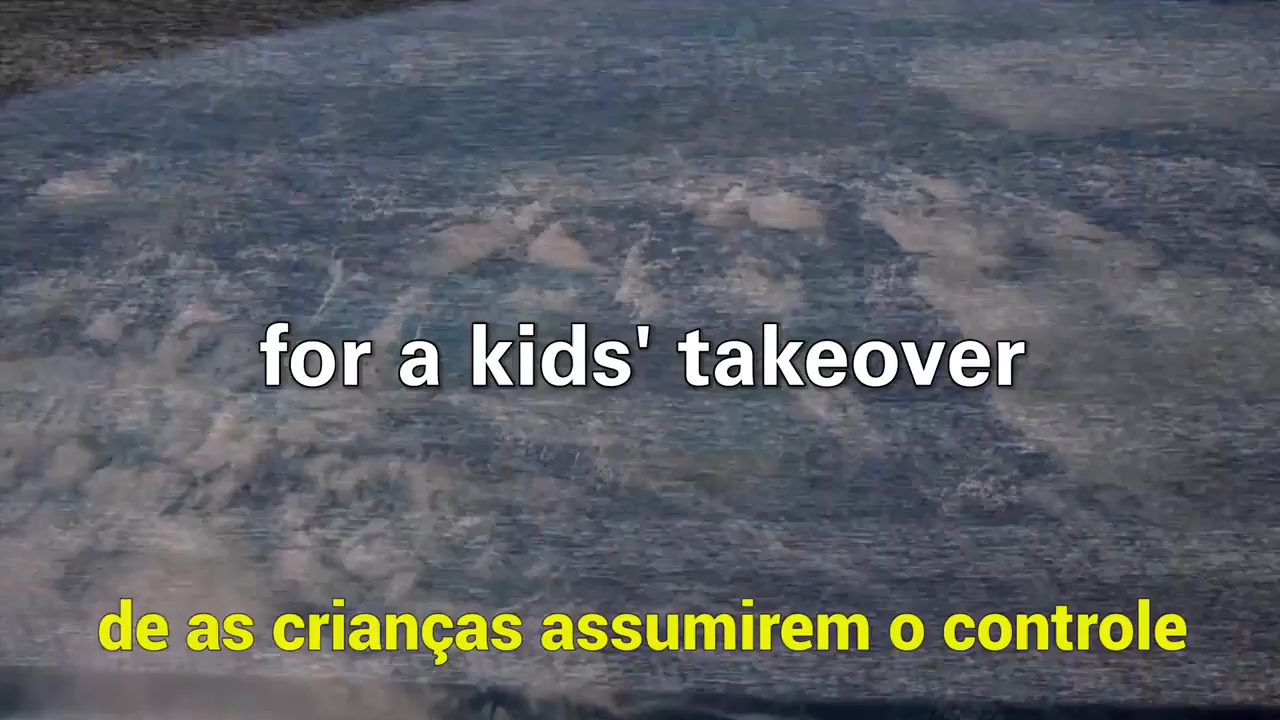 for a kids' takeover
de as crianças assumirem o controle